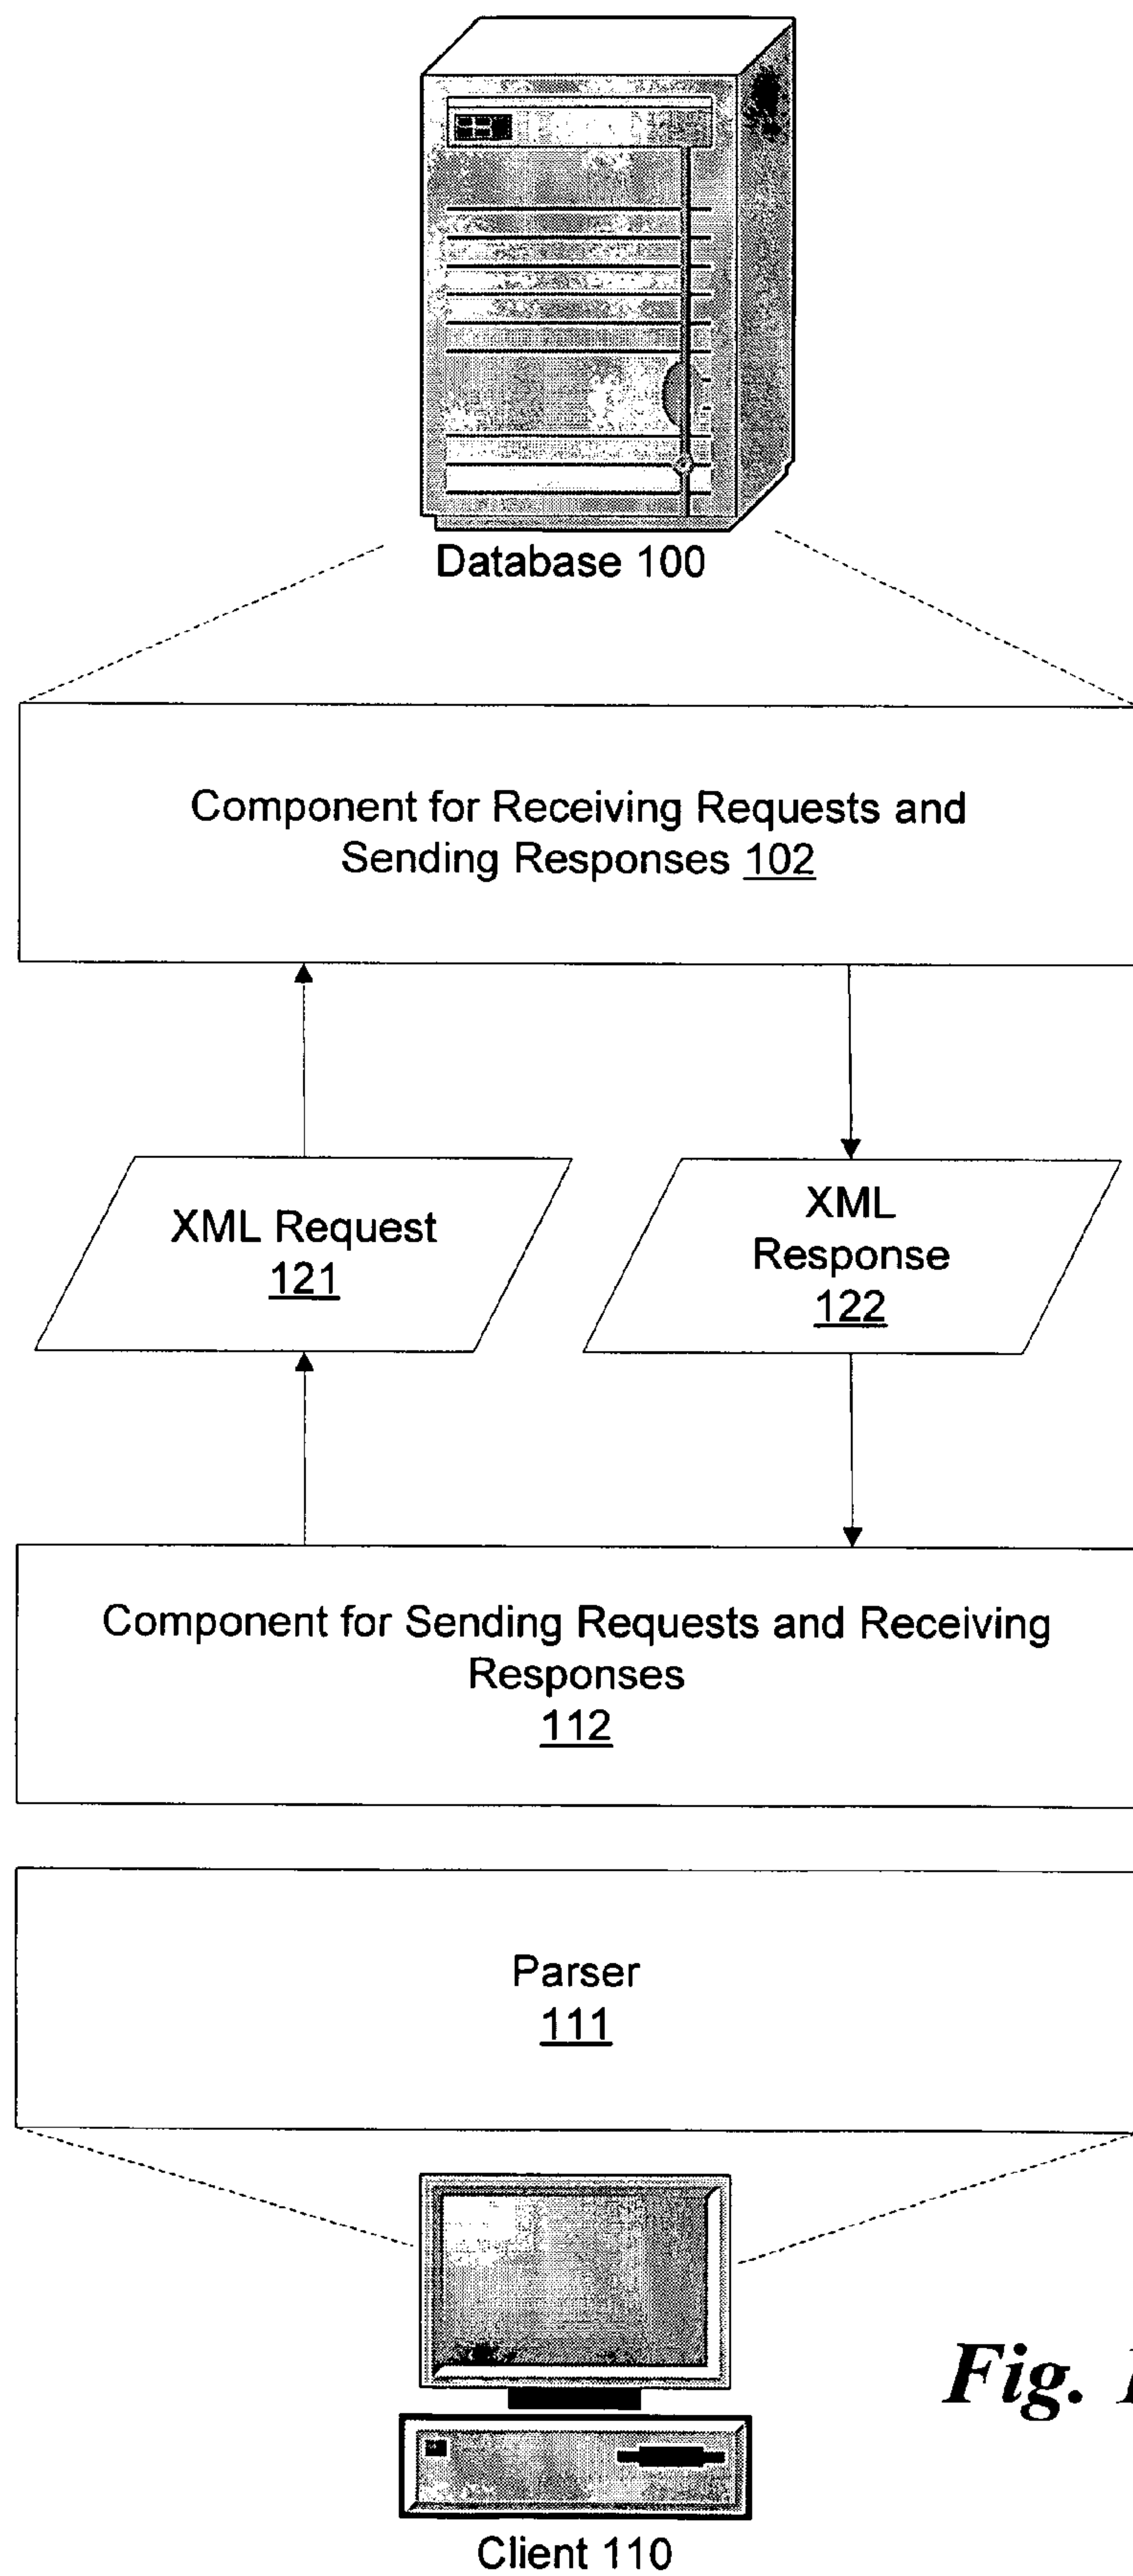 Database 100
Component for Receiving Requests and
Sending Responses 102
XML Request
121
XML
Response
122
Component for Sending Requests and Receiving
Responses
112
Parser
111
Fig. 1
Client 110